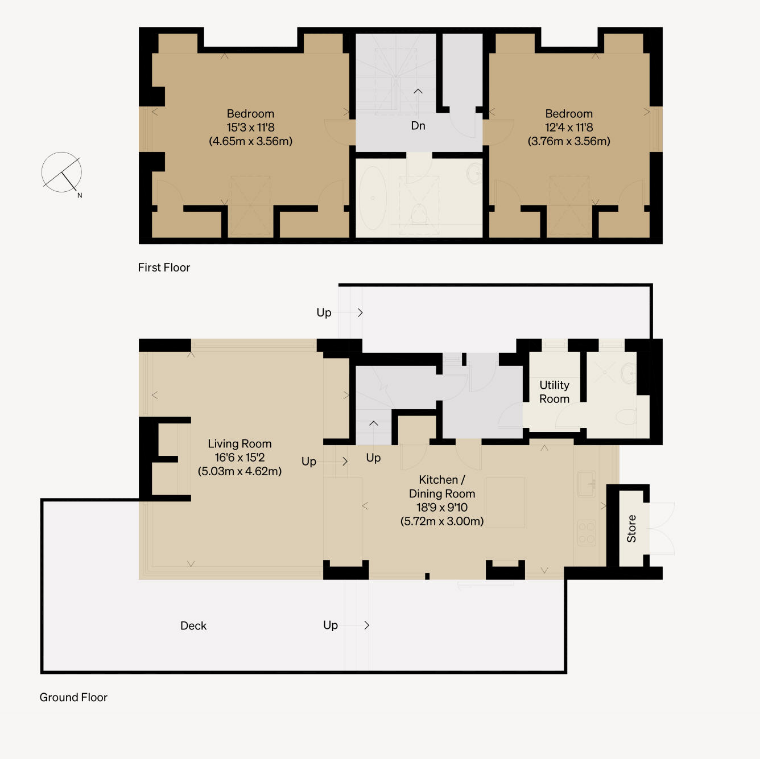 Bedroom
15'3 x 11'8
(4.65m x 3.56m)
Dn
Bedroom
12'4 x 11'8
(3.76m x 3.56m)
N
First Floor
Up
Utility
Room
Living Room
16'6 x 15'2
(5.03m x 4.62m)
Up
Up
Kitchen /
Dining Room
18'9 x 9'10
(5.72m x 3.00m)
Store
Deck
Up
Ground Floor